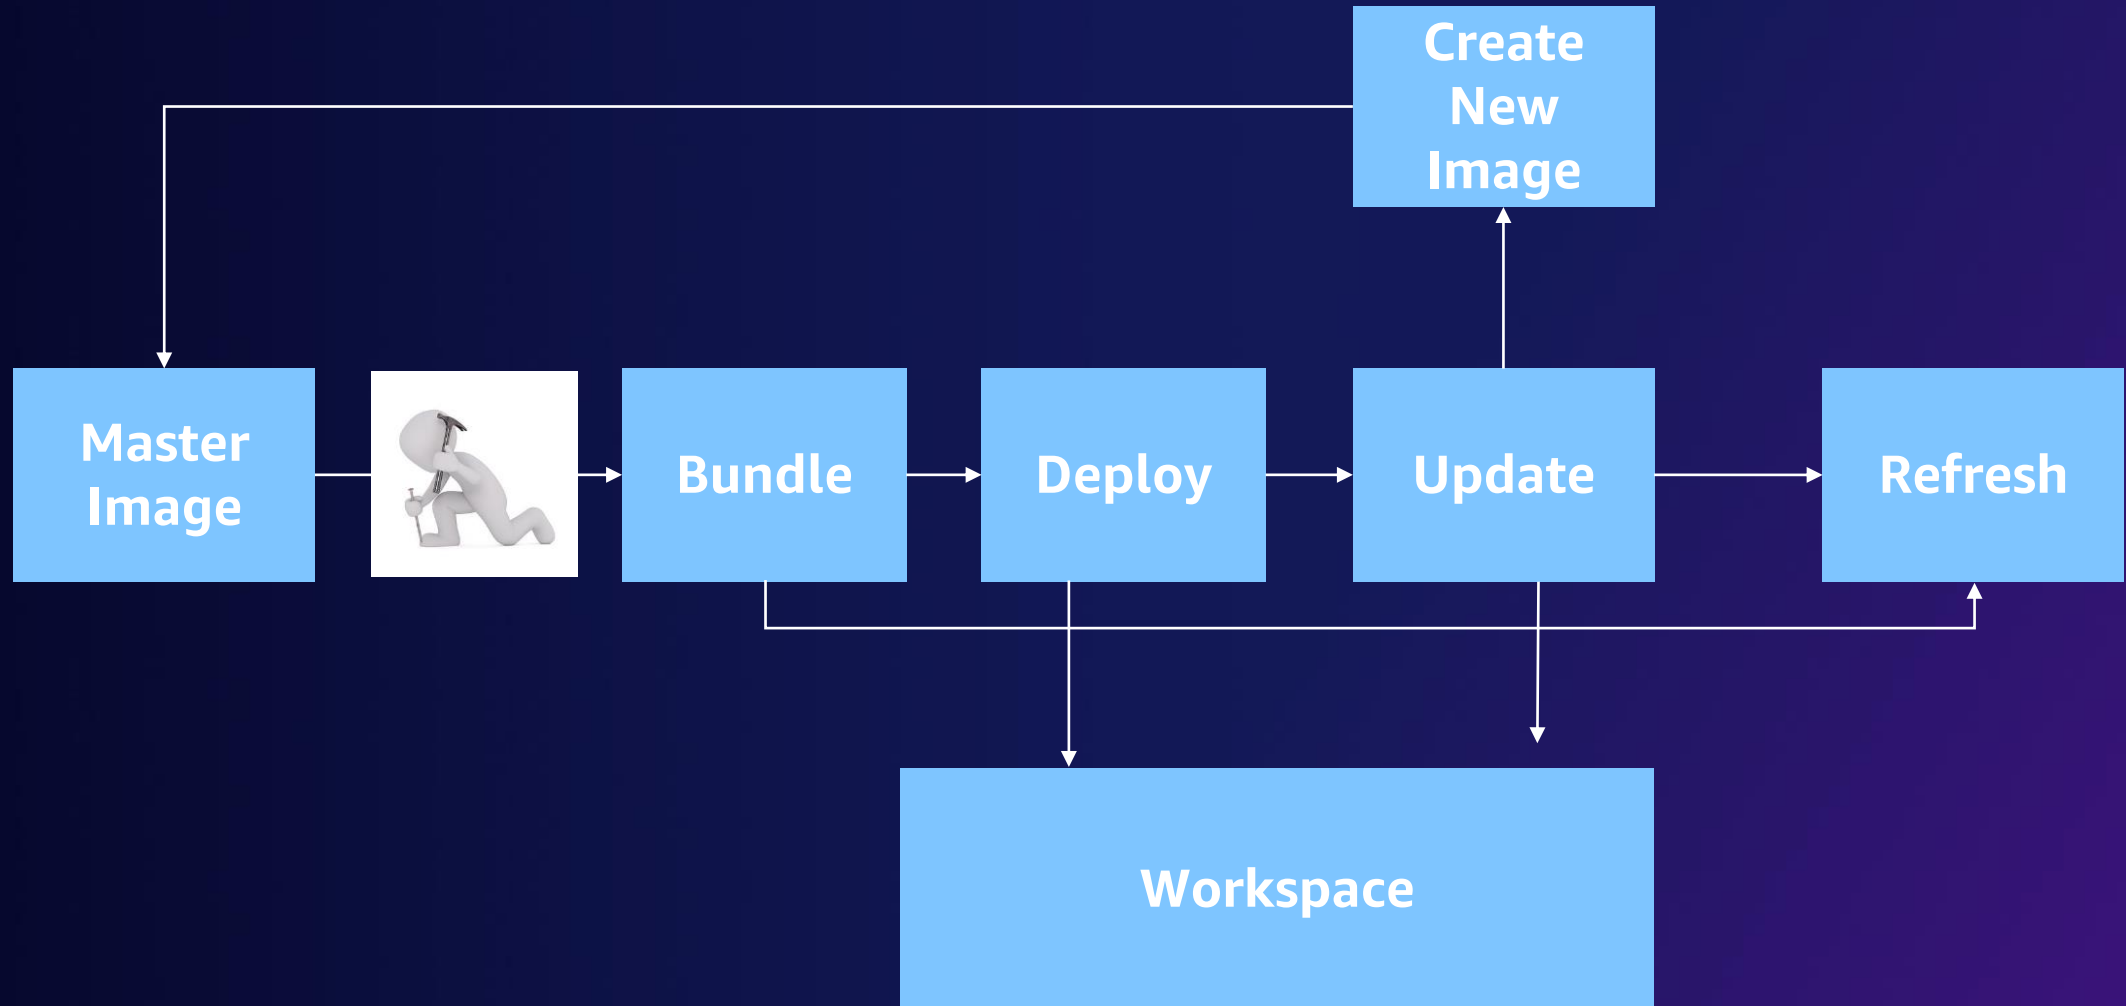 Create
New
Image
Master
Image
Bundle
Deploy
Update
Refresh
Workspace